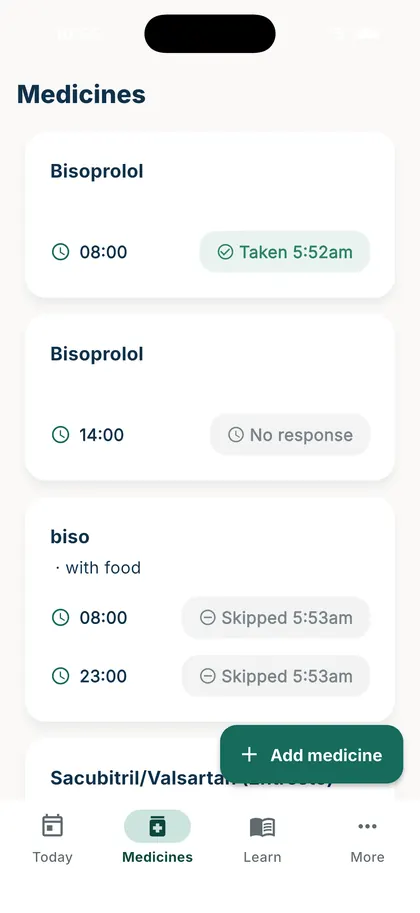 Medicines
Bisoprolol
08:00 Taken 5:52am
Bisoprolol
14:00 No response
biso
· with food
08:00 Skipped 5:53am
23:00 Skipped 5:53am
+ Add medicine
Sacubitril/Valsartan (Entresto)
Today Medicines Learn More